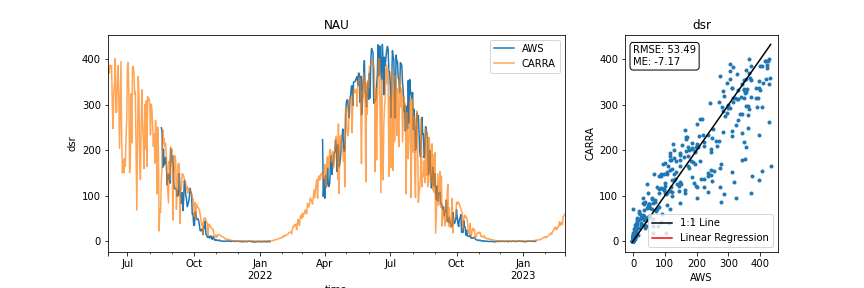 NAU
dsr
400
300
200
100
0
AWS
CARRA
Jul
Oct
Jan
2022
Apr
Jul
Oct
Jan
2023
time
dsr
CARRA
400
300
200
100
0
RMSE: 53.49
ME: -7.17
1:1 Line
Linear Regression
0
100
200
300
400
AWS